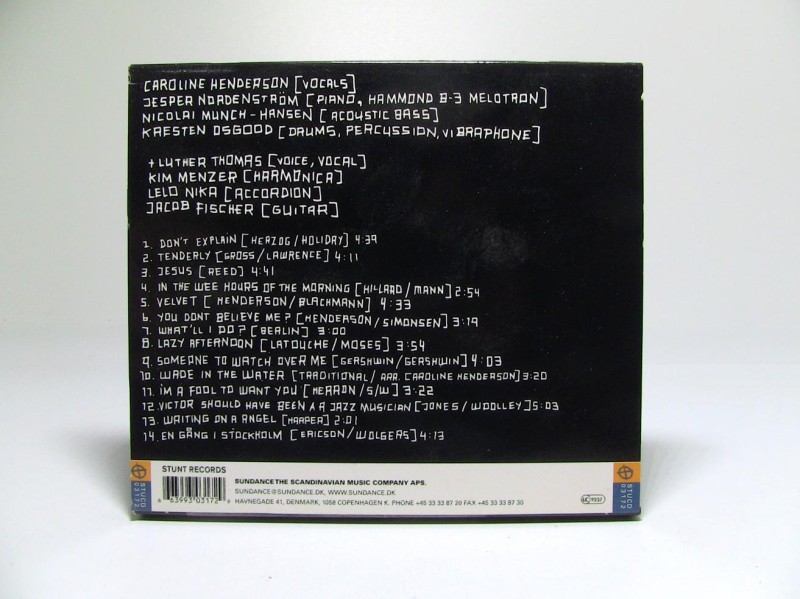 CAROLINE HENDERSON [VOCALS]
JESPER NORDENSTRÖM [PIANO, HAMMOND B-3 MELOTRON]
NICOLAI MUNCH-HANSEN [ACOUSTIC BASS]
KRESTEN OSGOOD [DRUMS, PERCUSSION, VIBRAPHONE]
+ LUTHER THOMAS [VOICE, VOCAL]
KIM MENZER [HARMONICA]
LELO NIKA [ACCORDION]
JACOB FISCHER [GUITAR]
1. DON'T EXPLAIN [HERZOG/HOLIDAY] 4:39
2. TENDERLY [GROSS/LAWRENCE] 4:11
3. JESUS [REED] 4:41
4. IN THE WEE HOURS OF THE MORNING [HILLARD/MANN] 2:54
5. VELVET [HENDERSON/BLACHMANN] 4:33
6. YOU DONT BELIEVE ME? [HENDERSON/SIMONSEN] 3:19
7. WHAT'LL I DO? [BERLIN] 3:00
8. LAZY AFTERNOON [LATOUCHE/MOSES] 3:54
9. SOMEONE TO WATCH OVER ME [GERSHWIN/GERSHWIN] 4:03
10. WADE IN THE WATER [TRADITIONAL/ARR. CAROLINE HENDERSON] 3:20
11. I'M A FOOL TO WANT YOU [HERRON/S/W] 3:22
12. VICTOR SHOULD HAVE BEEN A JAZZ MUSICIAN [JONES/WOOLLEY] 5:03
13. WAITING ON A ANGEL [HARPER] 2:01
14. EN GÅNG I STOCKHOLM [ERICSON/WOLGERS] 4:13
STUNT RECORDS
SUNDANCE THE SCANDINAVIAN MUSIC COMPANY APS.
SUNDANCE@SUNDANCE.DK, WWW.SUNDANCE.DK
HAVNEGADE 41, DENMARK, 1058 COPENHAGEN K. PHONE +45 33 33 87 20 FAX +45 33 33 87 30
63993 03172
STUCD
03172
STUCD
03172